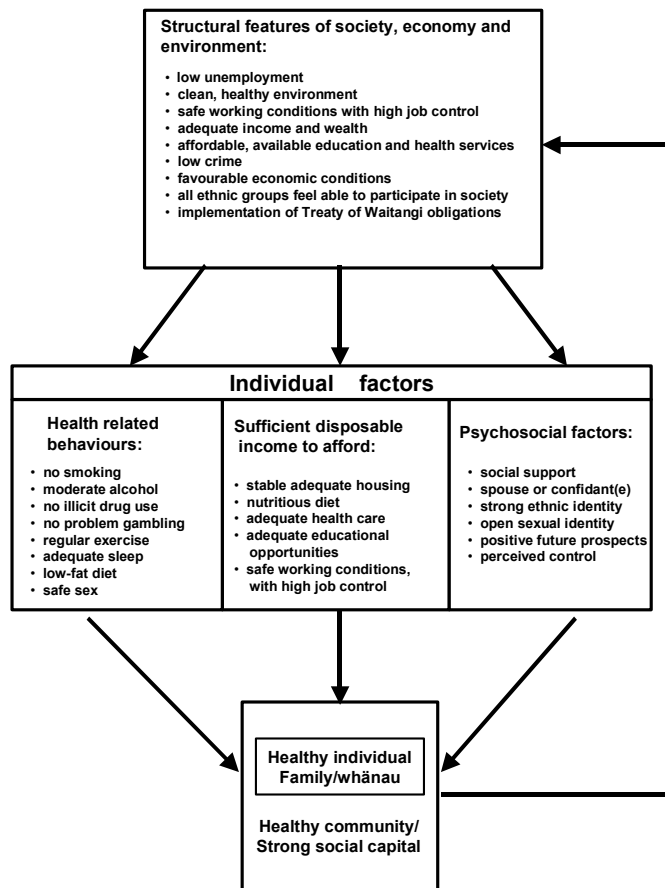 Structural features of society, economy and
environment:
• low unemployment
• clean, healthy environment
• safe working conditions with high job control
• adequate income and wealth
• affordable, available education and health services
• low crime
• favourable economic conditions
• all ethnic groups feel able to participate in society
• implementation of Treaty of Waitangi obligations
Individual factors
Health related
behaviours:
• no smoking
• moderate alcohol
• no illicit drug use
• no problem gambling
• regular exercise
• adequate sleep
• low-fat diet
• safe sex
Sufficient disposable
income to afford:
• stable adequate housing
• nutritious diet
• adequate health care
• adequate educational
opportunities
• safe working conditions,
with high job control
Psychosocial factors:
• social support
• spouse or confidant(e)
• strong ethnic identity
• open sexual identity
• positive future prospects
• perceived control
Healthy individual
Family/whänau
Healthy community/
Strong social capital